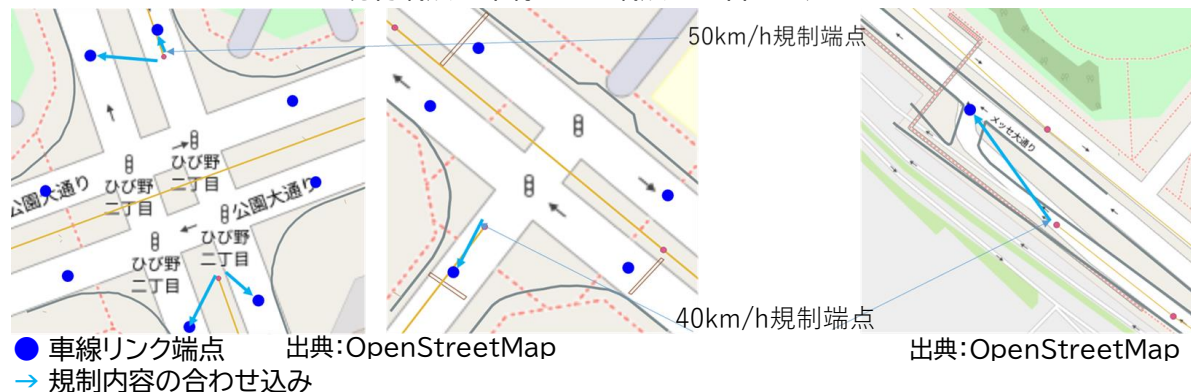 50km/h規制端点
ひび野
二丁目
ひび野
二丁目
公園大通り
公園大通り
ひび野
二丁目
ひび野
二丁目
メッセ大通り
40km/h規制端点
車線リンク端点
出典:OpenStreetMap
出典:OpenStreetMap
→ 規制内容の合わせ込み